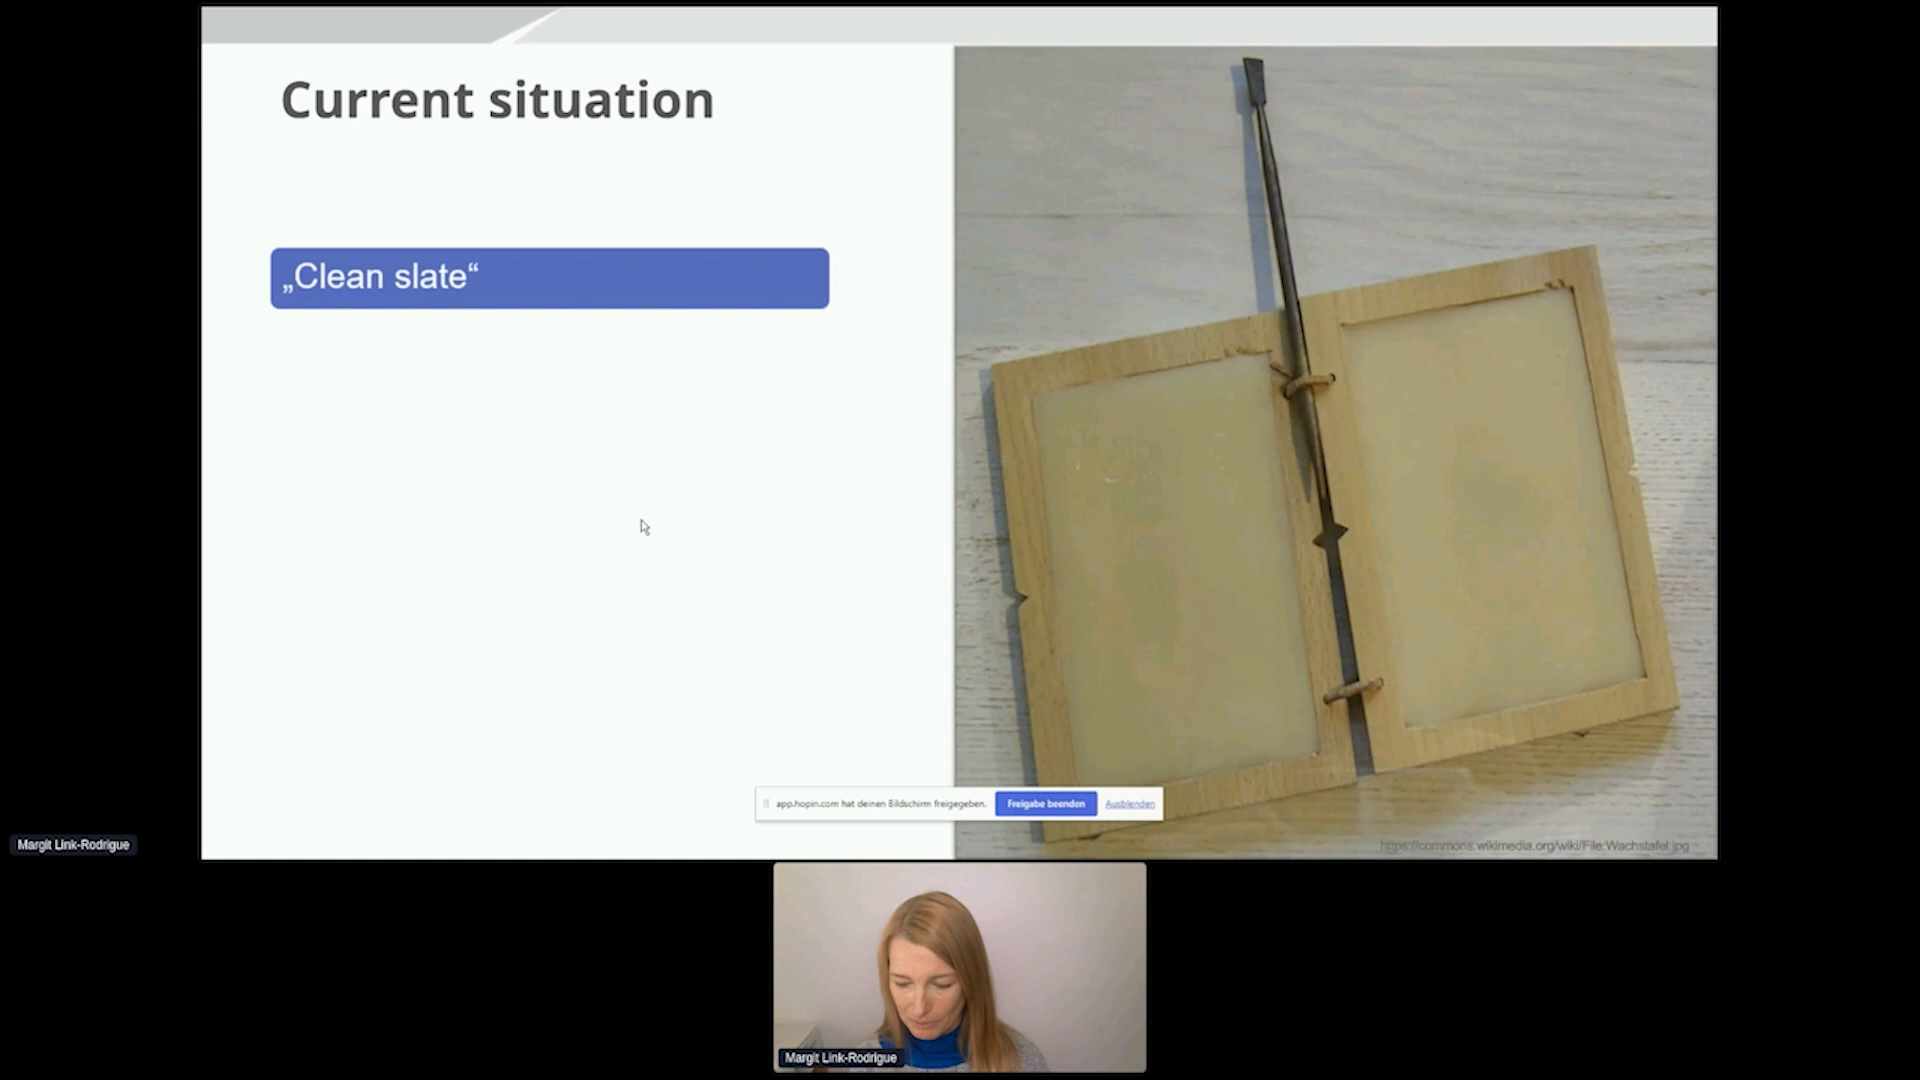 Current situation
„Clean slate“
app.hopin.com hat deinen Bildschirm freigegeben.
Freigabe beenden
Ausblenden
https://commons.wikimedia.org/wiki/File:Wachstafel.jpg
Margit Link-Rodrigue
Margit Link-Rodrigue